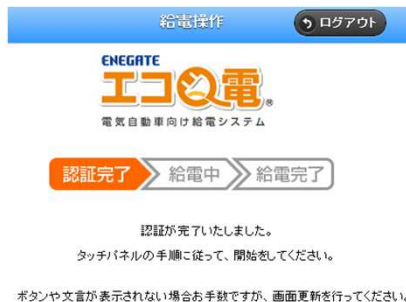 給電操作
ログアウト
ENEGATE
エコQ電®
電気自動車向け給電システム
認証完了 給電中 給電完了
認証が完了いたしました。
タッチパネルの手順に従って、開始をしてください。
ボタンや文言が表示されない場合お手数ですが、画面更新を行ってください。